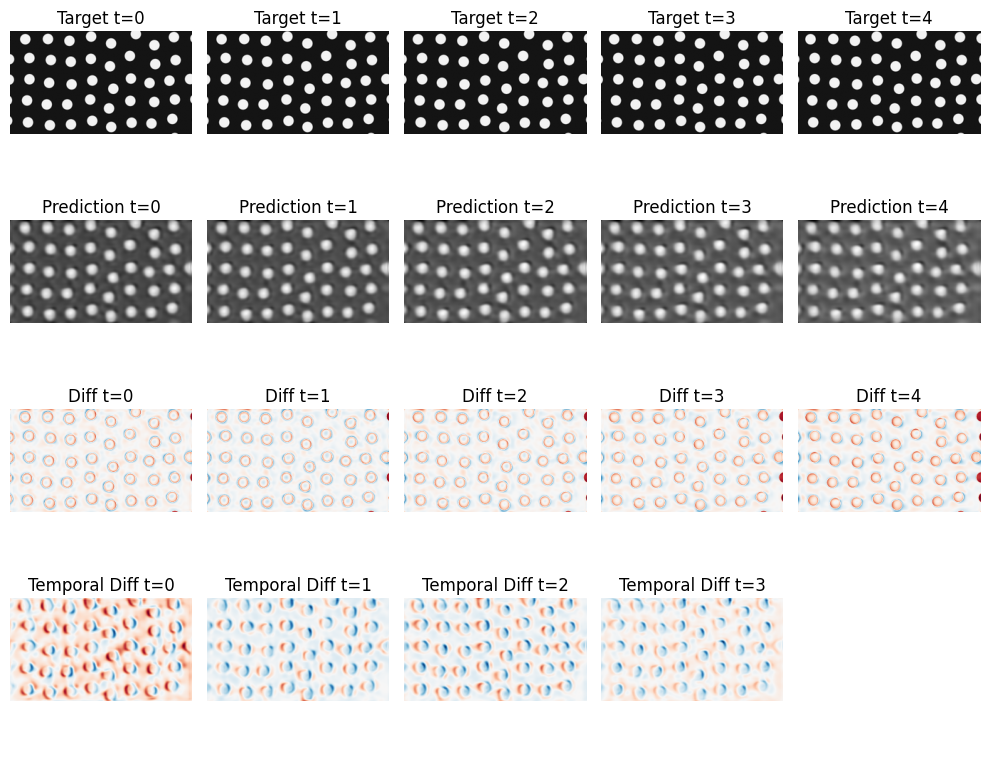 Target t=0 Target t=1 Target t=2 Target t=3 Target t=4
Prediction t=0 Prediction t=1 Prediction t=2 Prediction t=3 Prediction t=4
Diff t=0 Diff t=1 Diff t=2 Diff t=3 Diff t=4
Temporal Diff t=0 Temporal Diff t=1 Temporal Diff t=2 Temporal Diff t=3